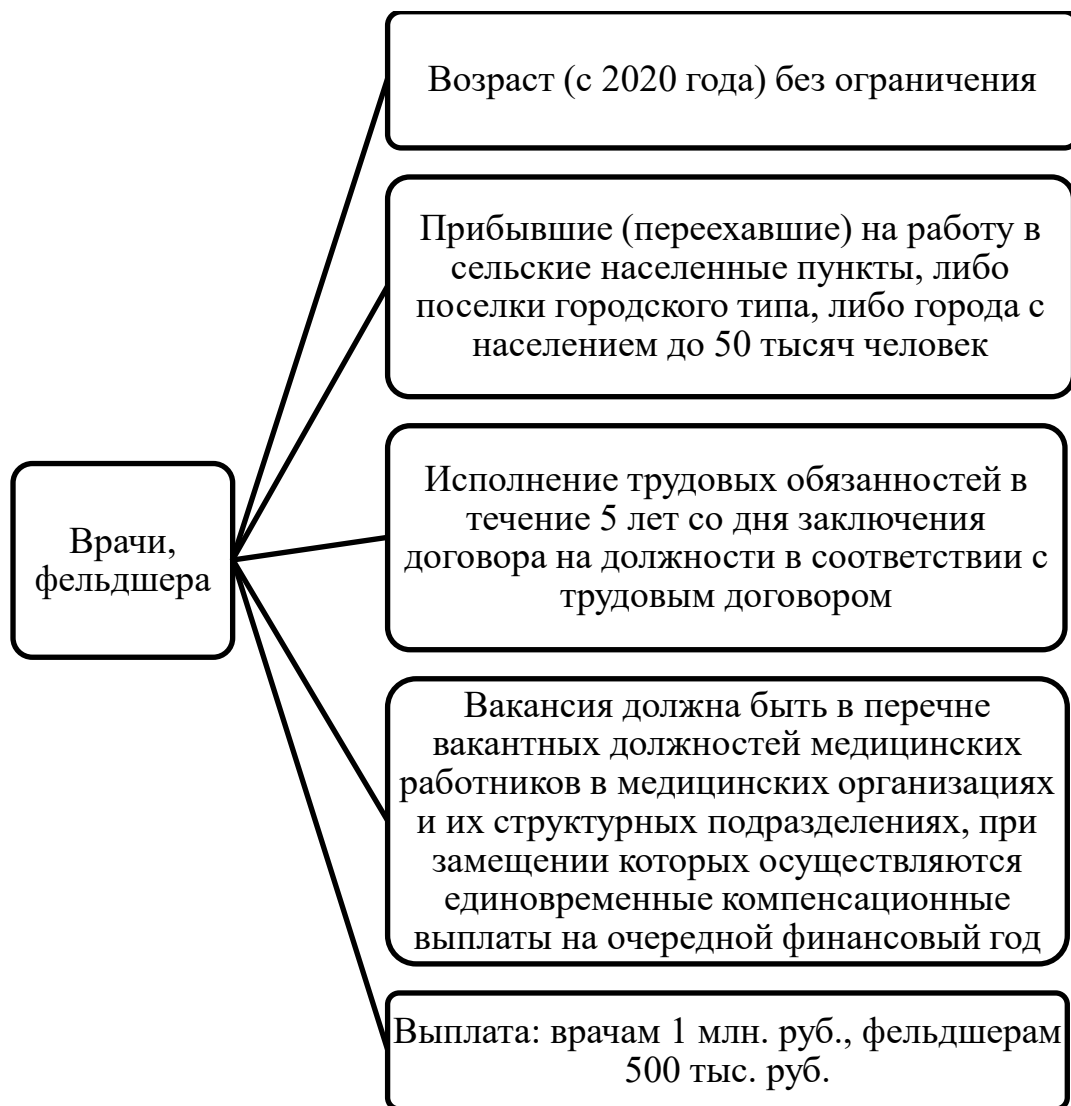 Возраст (с 2020 года) без ограничения
Прибывшие (переехавшие) на работу в
сельские населенные пункты, либо
поселки городского типа, либо города с
населением до 50 тысяч человек
Врачи,
фельдшера
Исполнение трудовых обязанностей в
течение 5 лет со дня заключения
договора на должности в соответствии с
трудовым договором
Вакансия должна быть в перечне
вакантных должностей медицинских
работников в медицинских организациях
и их структурных подразделениях, при
замещении которых осуществляются
единовременные компенсационные
выплаты на очередной финансовый год
Выплата: врачам 1 млн. руб., фельдшерам
500 тыс. руб.